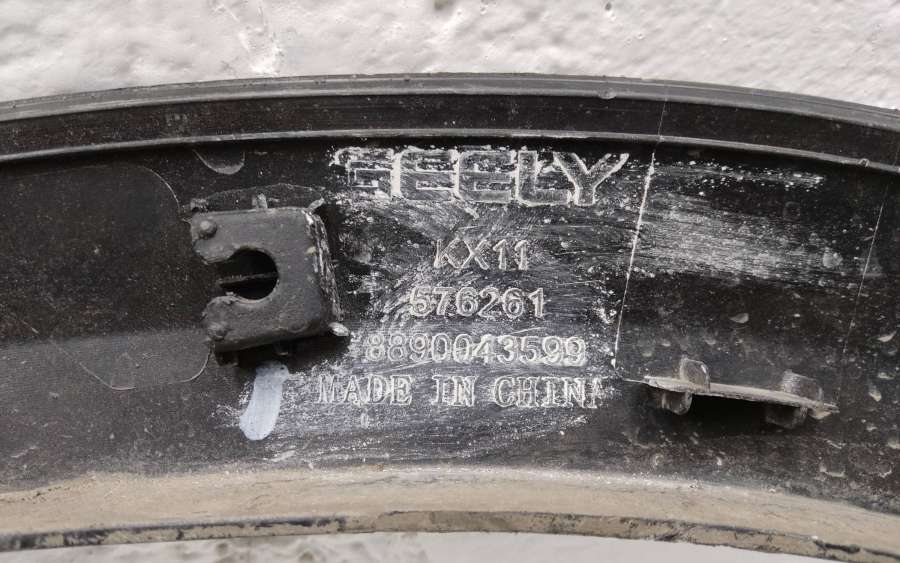 GEELY
KX11
576261
8890043599
MADE IN CHINA